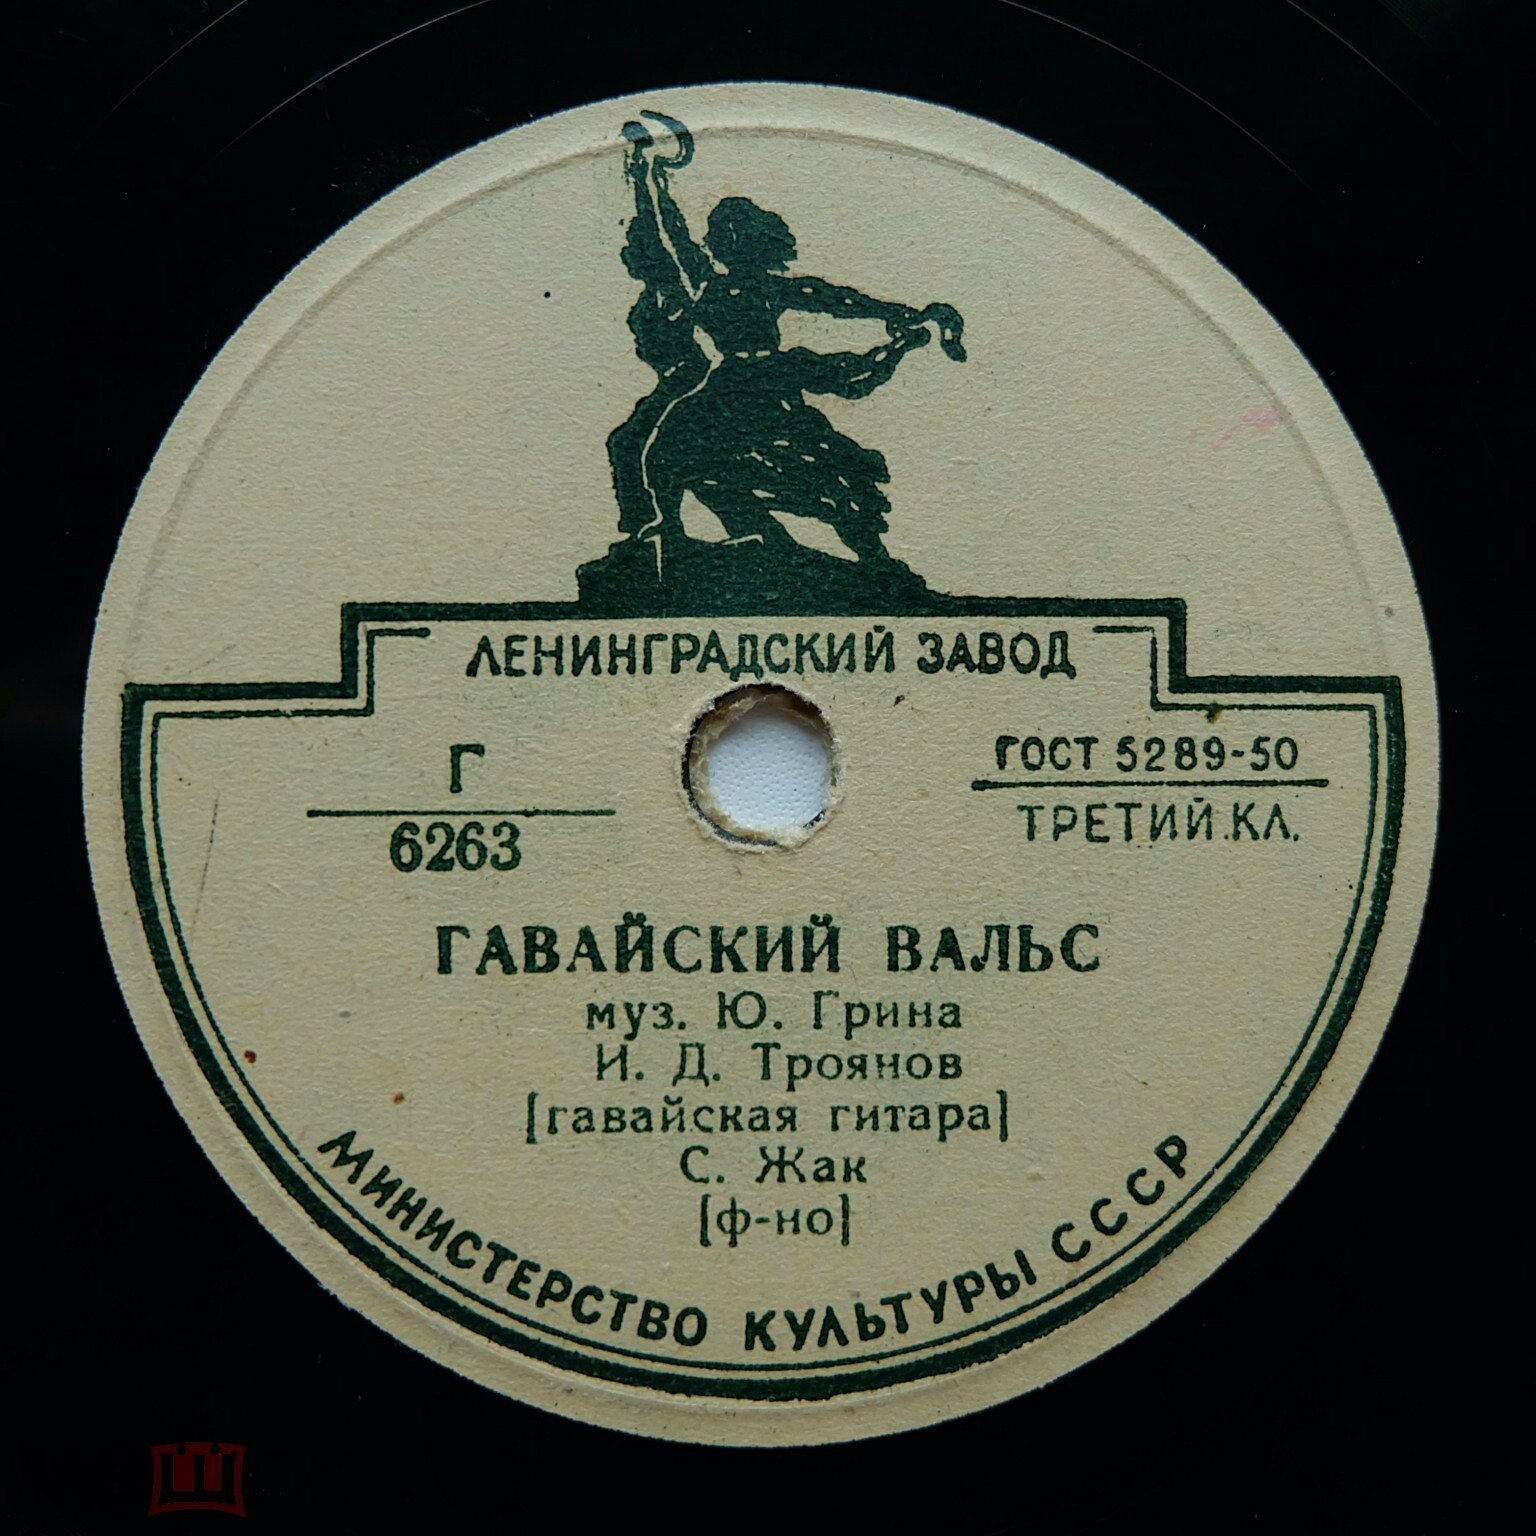 ЛЕНИНГРАДСКИЙ ЗАВОД
Г
6263
ГОСТ 5289-50
ТРЕТИЙ КЛ.
ГАВАЙСКИЙ ВАЛЬС
муз. Ю. Грина
И. Д. Троянов
[гавайская гитара]
С. Жак
[ф-но]
МИНИСТЕРСТВО КУЛЬТУРЫ СССР